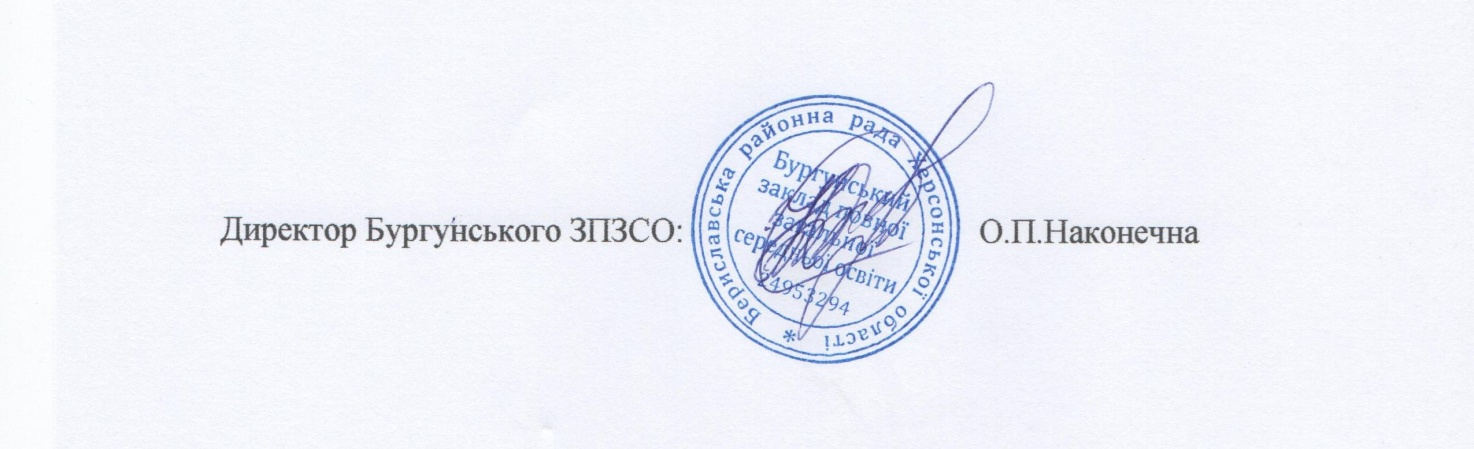 Директор Бургунського ЗПЗСО:
О.П.Наконечна
* Бериславська районна рада Херсонської області
Бургунський
заклад повної
загальної
середньої освіти
24953294